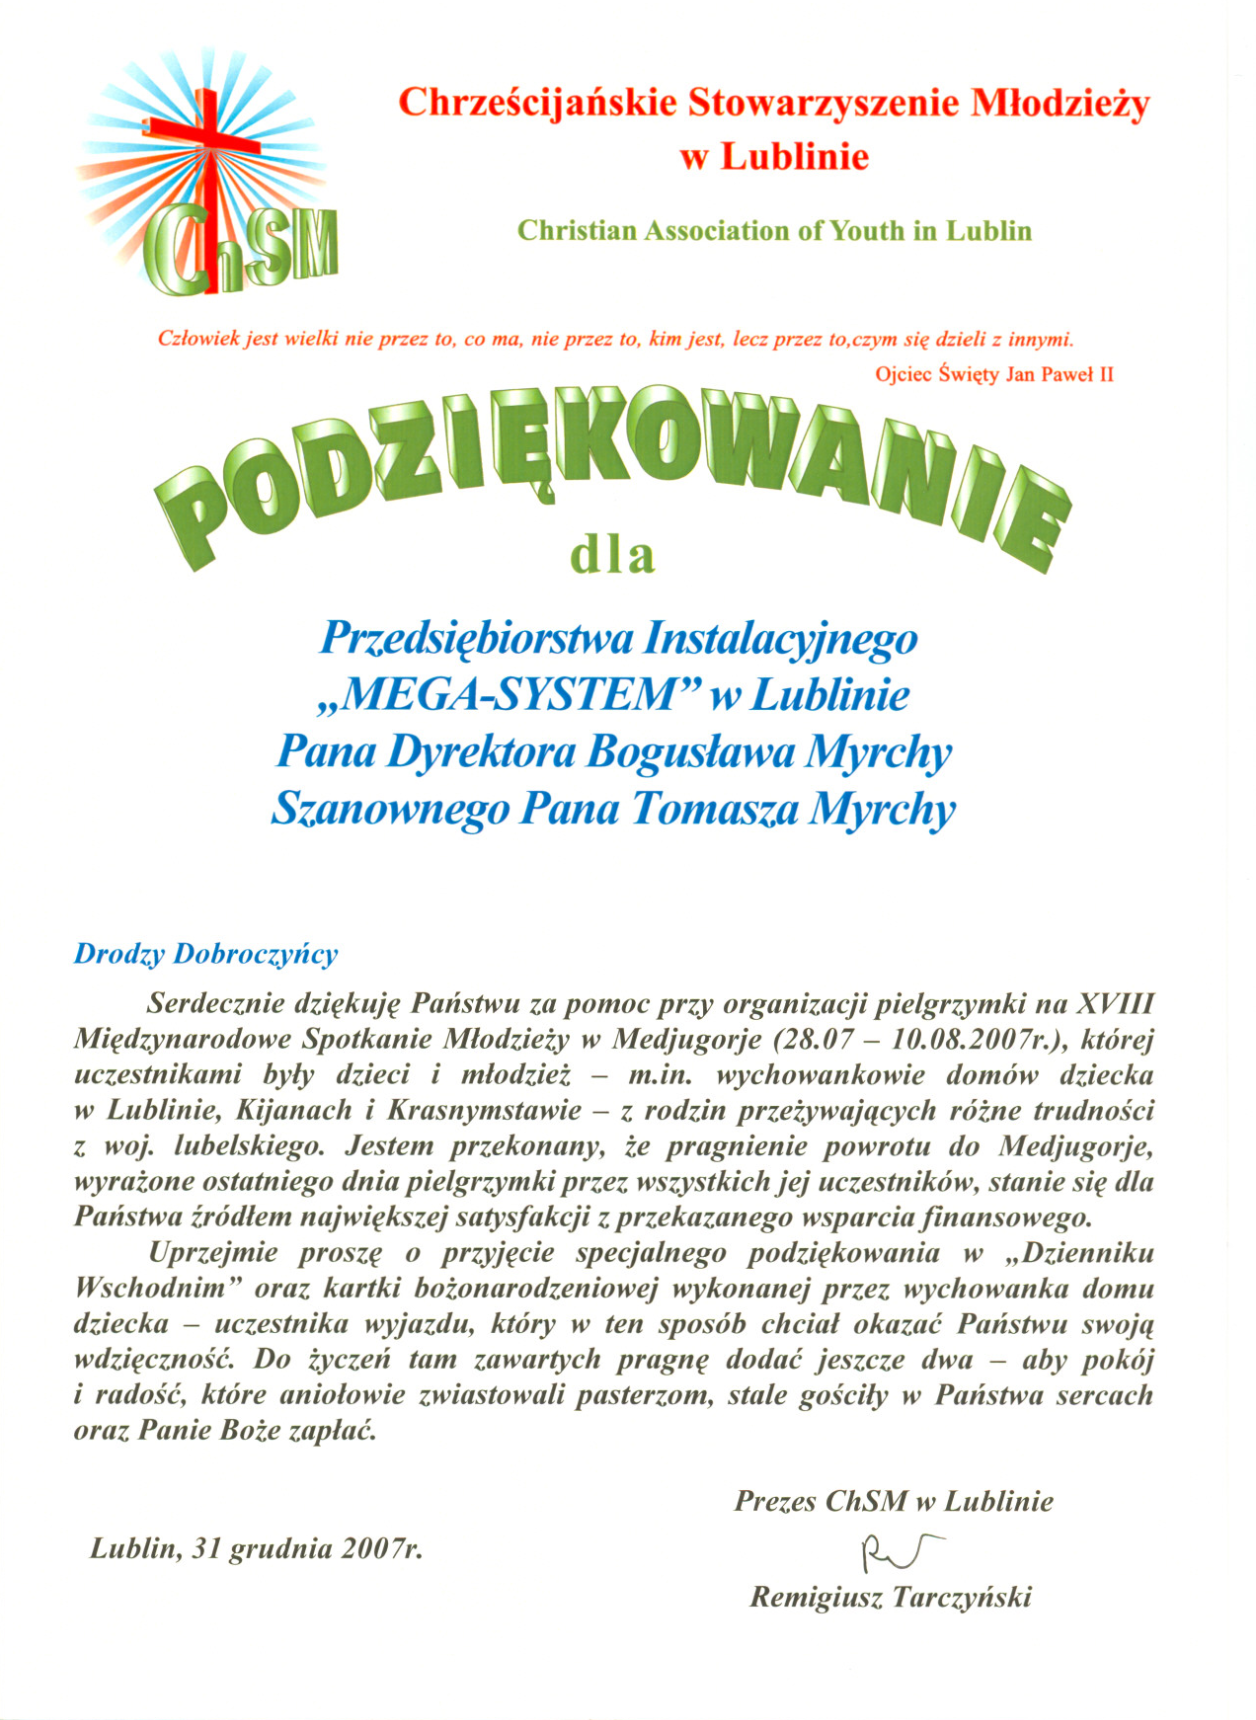 Chrześcijańskie Stowarzyszenie Młodzieży
w Lublinie
Christian Association of Youth in Lublin
ChSM
Człowiek jest wielki nie przez to, co ma, nie przez to, kim jest, lecz przez to,czym się dzieli z innymi.
Ojciec Święty Jan Paweł II
PODZIĘKOWANIE
dla
Przedsiębiorstwa Instalacyjnego
„MEGA-SYSTEM” w Lublinie
Pana Dyrektora Bogusława Myrchy
Szanownego Pana Tomasza Myrchy
Drodzy Dobroczyńcy
Serdecznie dziękuję Państwu za pomoc przy organizacji pielgrzymki na XVIII
Międzynarodowe Spotkanie Młodzieży w Medjugorje (28.07 – 10.08.2007r.), której
uczestnikami były dzieci i młodzież – m.in. wychowankowie domów dziecka
w Lublinie, Kijanach i Krasnymstawie – z rodzin przeżywających różne trudności
z woj. lubelskiego. Jestem przekonany, że pragnienie powrotu do Medjugorje,
wyrażone ostatniego dnia pielgrzymki przez wszystkich jej uczestników, stanie się dla
Państwa źródłem największej satysfakcji z przekazanego wsparcia finansowego.
Uprzejmie proszę o przyjęcie specjalnego podziękowania w „Dzienniku
Wschodnim” oraz kartki bożonarodzeniowej wykonanej przez wychowanka domu
dziecka – uczestnika wyjazdu, który w ten sposób chciał okazać Państwu swoją
wdzięczność. Do życzeń tam zawartych pragnę dodać jeszcze dwa – aby pokój
i radość, które aniołowie zwiastowali pasterzom, stale gościły w Państwa sercach
oraz Panie Boże zapłać.
Prezes ChSM w Lublinie
Lublin, 31 grudnia 2007r.
Remigiusz Tarczyński